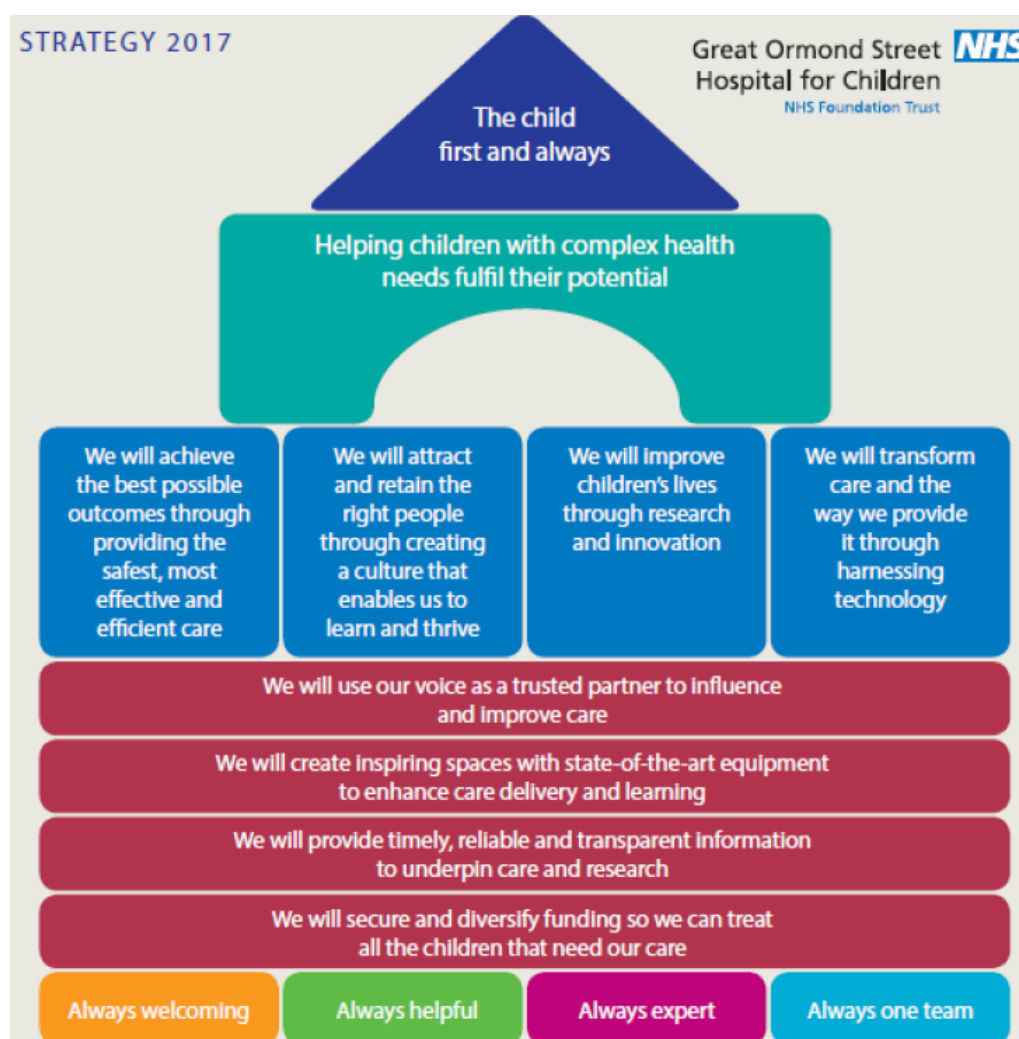 STRATEGY 2017
Great Ormond Street NHS
Hospital for Children
NHS Foundation Trust
The child
first and always
Helping children with complex health
needs fulfil their potential
We will achieve
the best possible
outcomes through
providing the
safest, most
effective and
efficient care
We will attract
and retain the
right people
through creating
a culture that
enables us to
learn and thrive
We will improve
children's lives
through research
and innovation
We will transform
care and the
way we provide
it through
harnessing
technology
We will use our voice as a trusted partner to influence
and improve care
We will create inspiring spaces with state-of-the-art equipment
to enhance care delivery and learning
We will provide timely, reliable and transparent information
to underpin care and research
We will secure and diversify funding so we can treat
all the children that need our care
Always welcoming
Always helpful
Always expert
Always one team